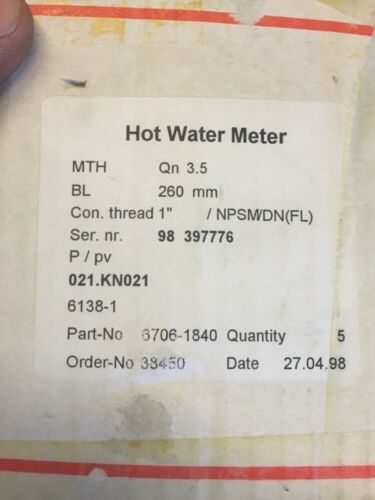 Hot Water Meter
MTH Qn 3.5
BL 260 mm
Con. thread 1" / NPSM/DN(FL)
Ser. nr. 98 397776
P / pv
021.KN021
6138-1
Part-No 6706-1840 Quantity 5
Order-No 38450 Date 27.04.98